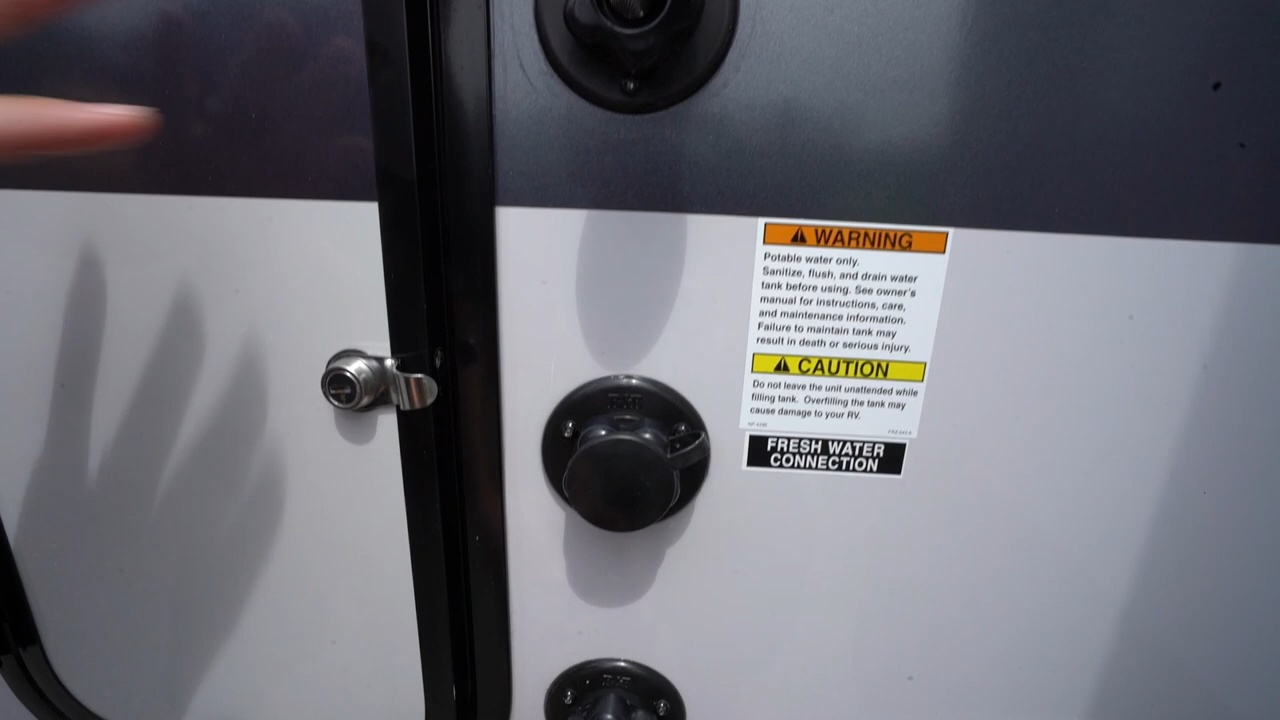 WARNING
Potable water only.
Sanitize, flush, and drain water
tank before using. See owner's
manual for instructions, care,
and maintenance information.
Failure to maintain tank may
result in death or serious injury.
CAUTION
Do not leave the unit unattended while
filling tank. Overfilling the tank may
cause damage to your RV.
FRESH WATER
CONNECTION